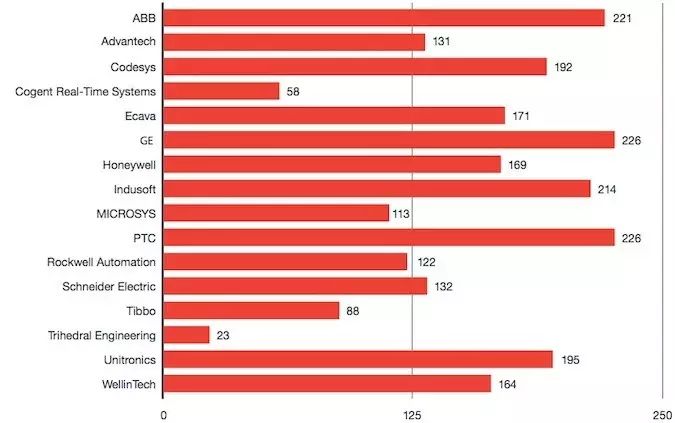 ABB 221
Advantech 131
Codesys 192
Cogent Real-Time Systems 58
Ecava 171
GE 226
Honeywell 169
Indusoft 214
MICROSYS 113
PTC 226
Rockwell Automation 122
Schneider Electric 132
Tibbo 88
Trihedral Engineering 23
Unitronics 195
WellinTech 164
0 125 250